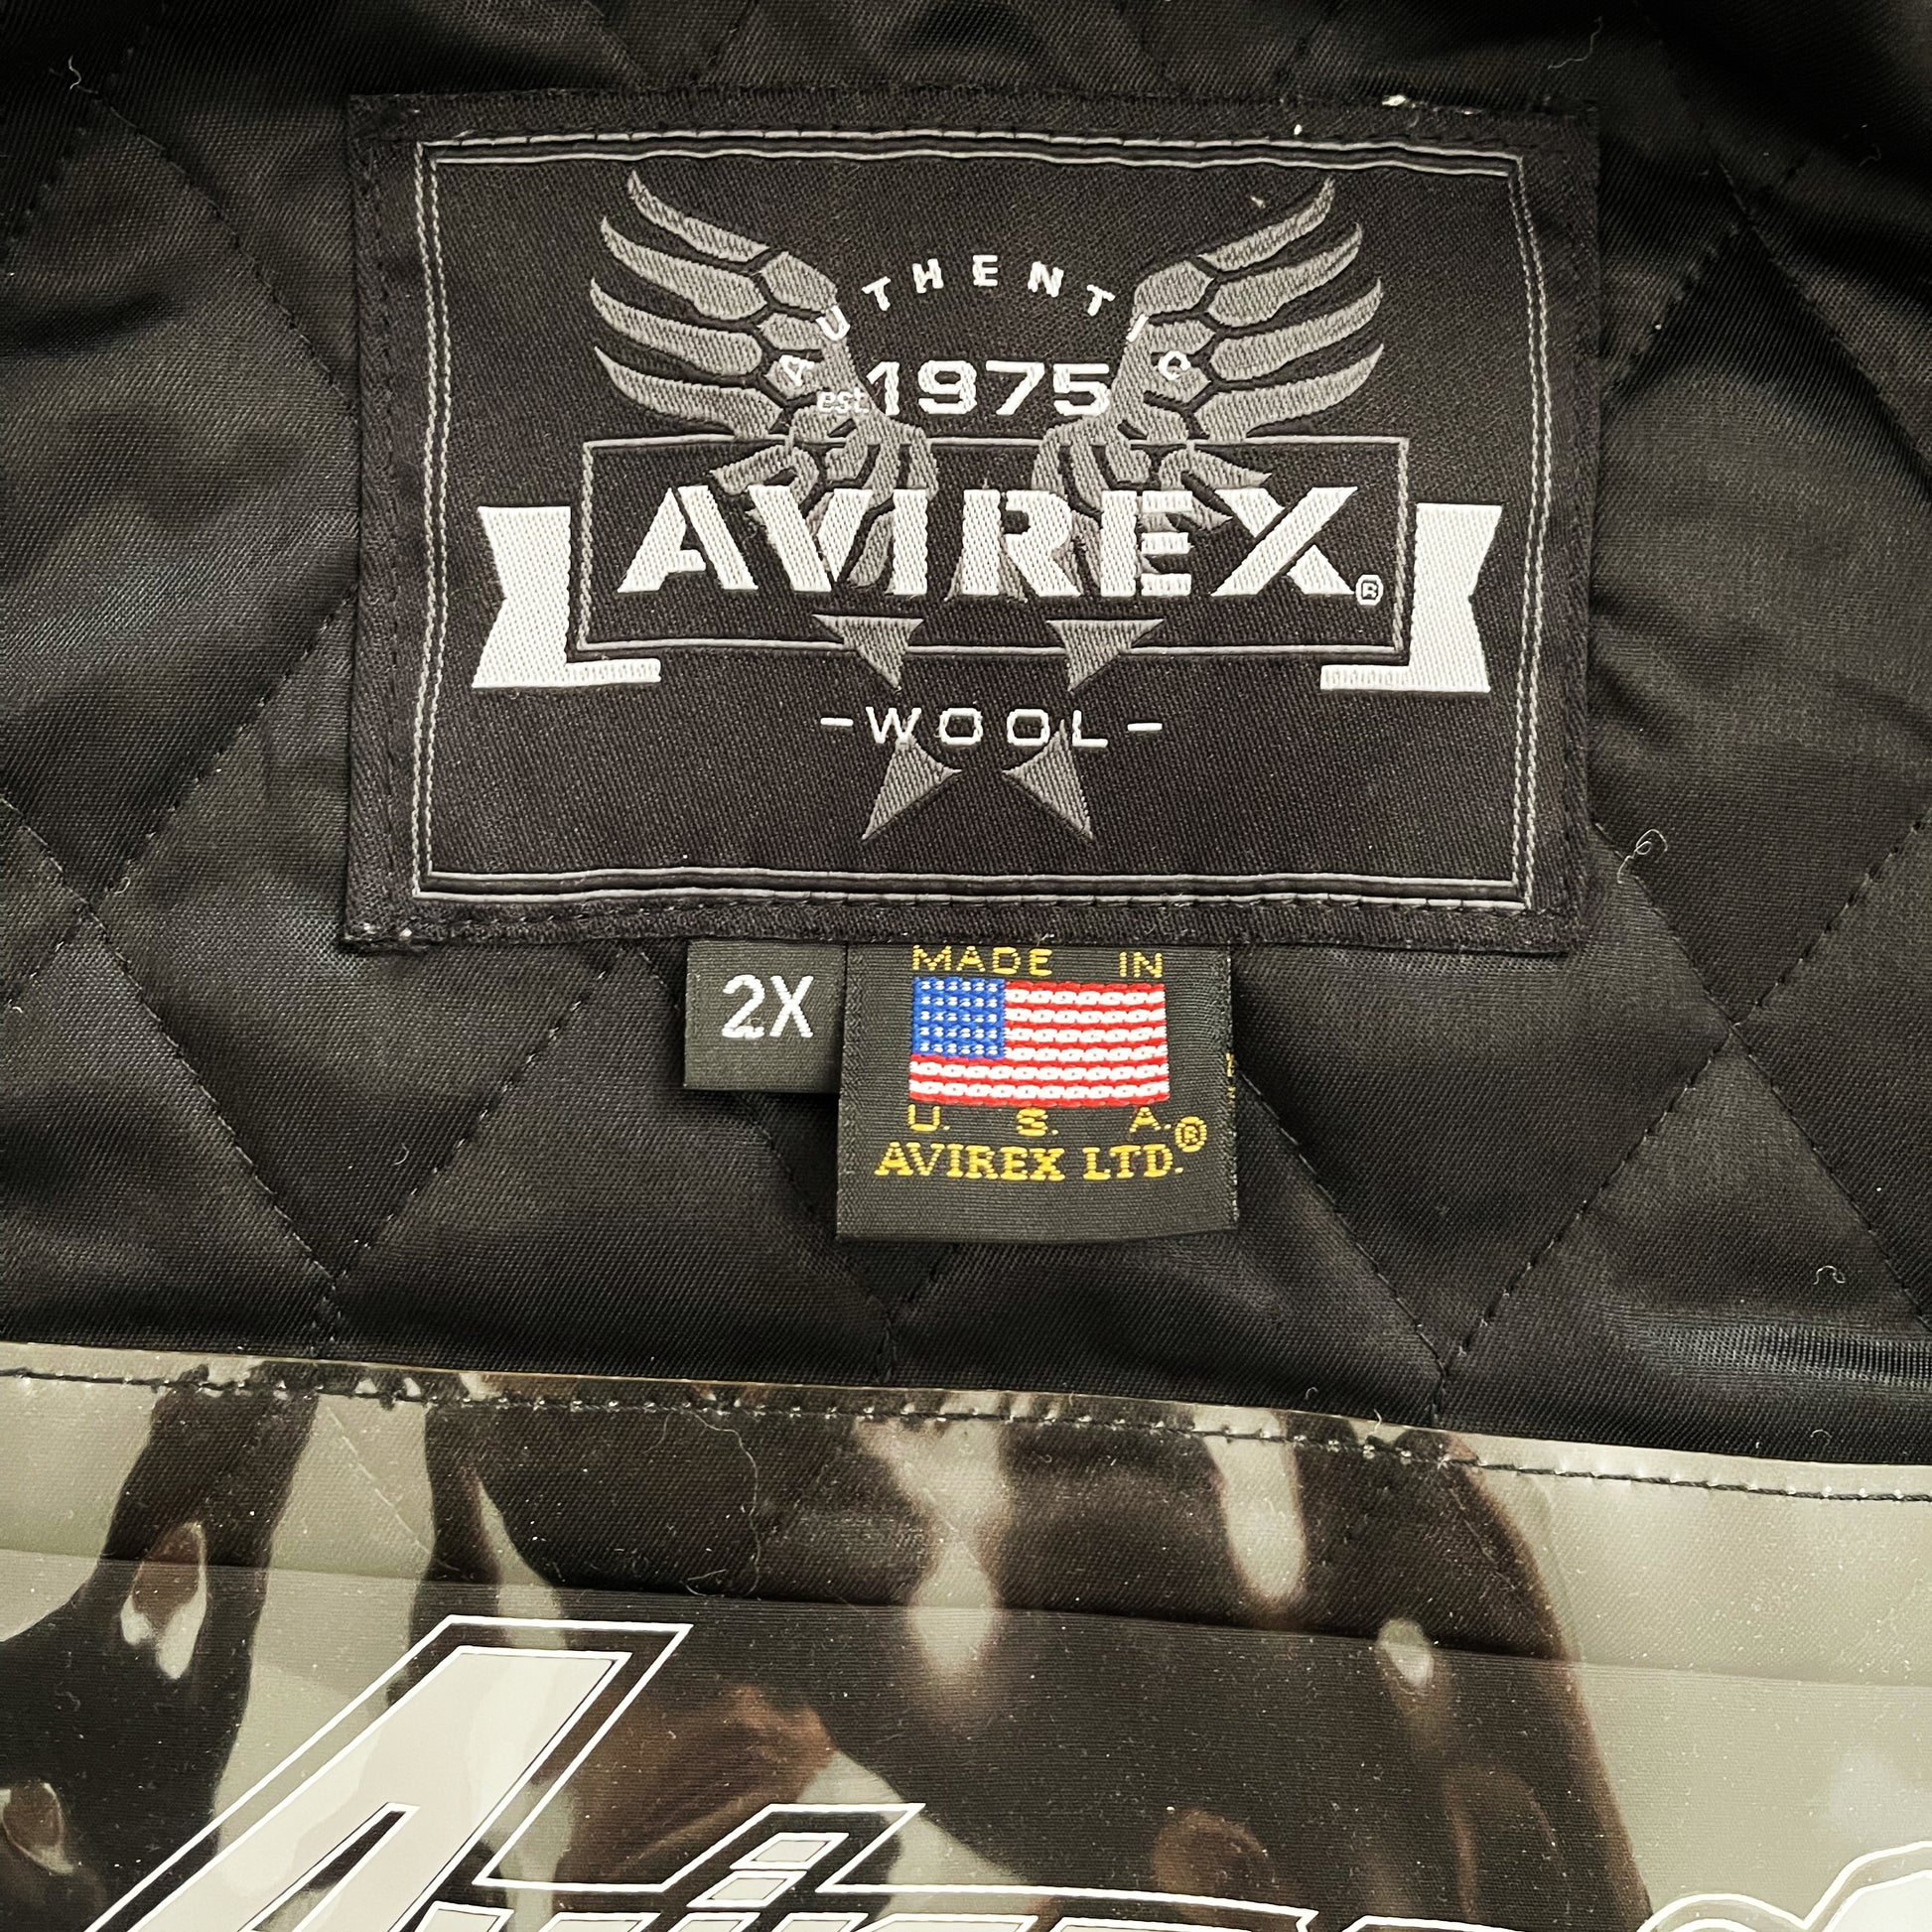 AUTHENTIC
est 1975
AVIREX®
-WOOL-
2X
MADE IN
U. S. A.®
AVIREX LTD.